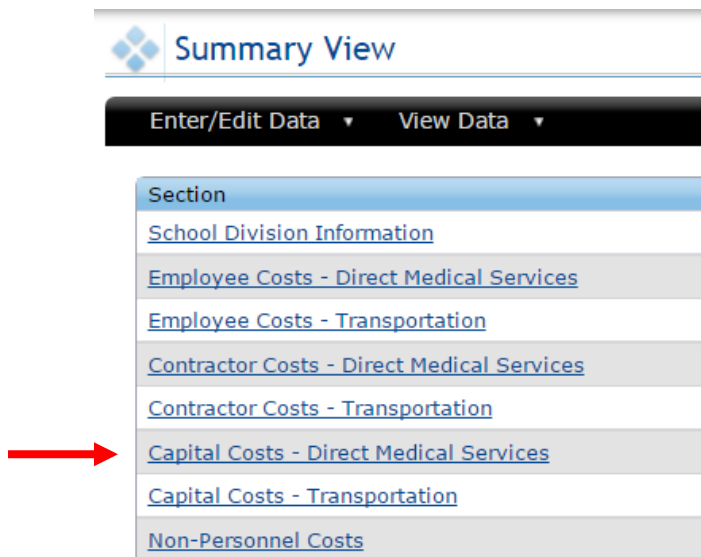 Summary View
Enter/Edit Data ▼ View Data ▼
Section
School Division Information
Employee Costs - Direct Medical Services
Employee Costs - Transportation
Contractor Costs - Direct Medical Services
Contractor Costs - Transportation
Capital Costs - Direct Medical Services
Capital Costs - Transportation
Non-Personnel Costs